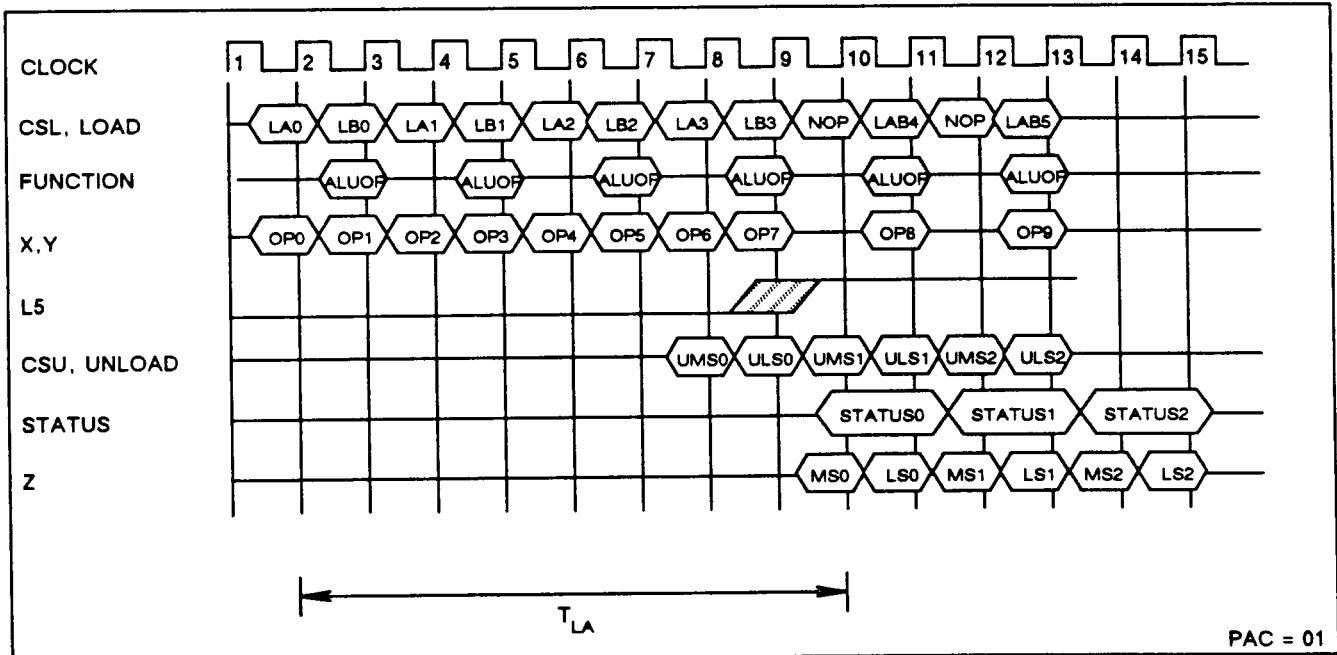 CLOCK 1 2 3 4 5 6 7 8 9 10 11 12 13 14 15
CSL, LOAD LA0 LB0 LA1 LB1 LA2 LB2 LA3 LB3 NOP LAB4 NOP LAB5
FUNCTION ALUOP ALUOP ALUOP ALUOP ALUOP ALUOP
X,Y OP0 OP1 OP2 OP3 OP4 OP5 OP6 OP7 OP8 OP9
L5
CSU, UNLOAD UMS0 ULS0 UMS1 ULS1 UMS2 ULS2
STATUS STATUS0 STATUS1 STATUS2
Z MS0 LS0 MS1 LS1 MS2 LS2
TLA
PAC = 01